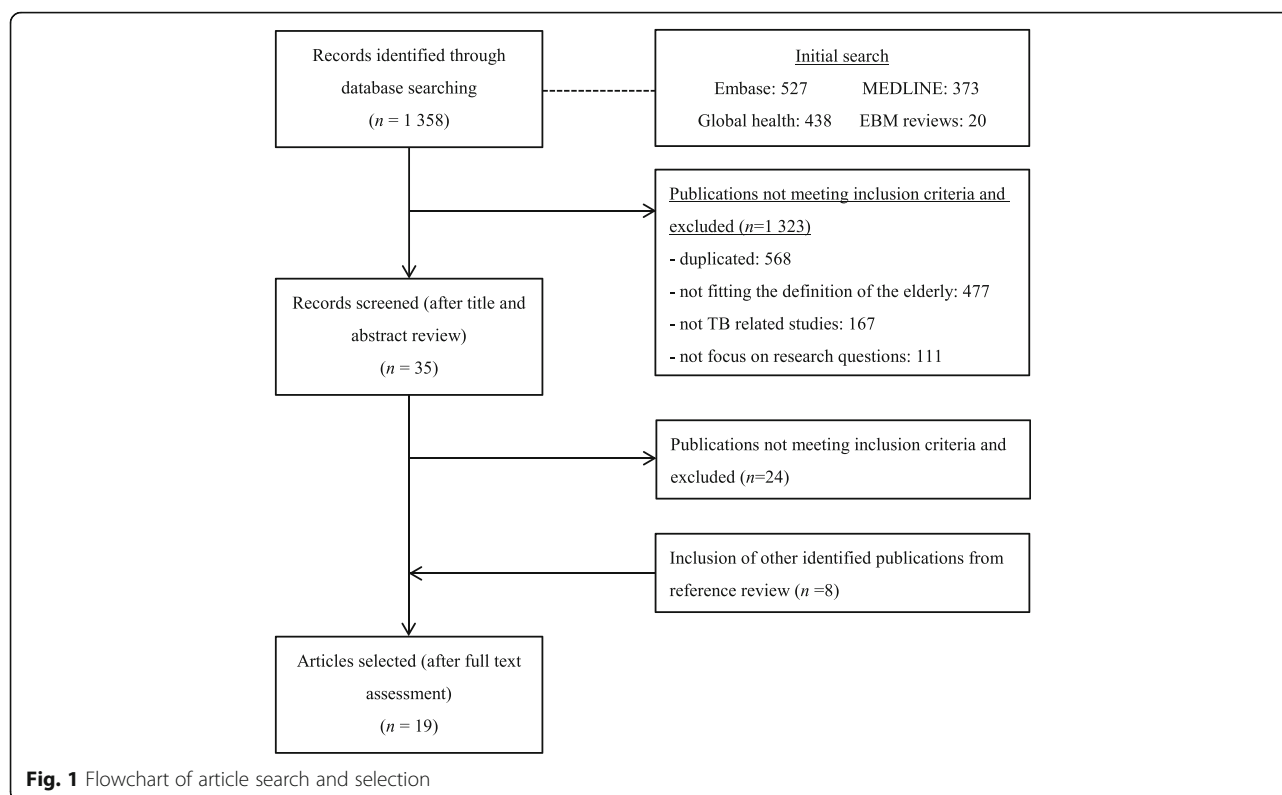 Records identified through
database searching
(n = 1 358)
Initial search
Embase: 527 MEDLINE: 373
Global health: 438 EBM reviews: 20
Publications not meeting inclusion criteria and
excluded (n=1 323)
- duplicated: 568
- not fitting the definition of the elderly: 477
- not TB related studies: 167
- not focus on research questions: 111
Records screened (after title and
abstract review)
(n = 35)
Publications not meeting inclusion criteria and
excluded (n=24)
Inclusion of other identified publications from
reference review (n =8)
Articles selected (after full text
assessment)
(n = 19)
Fig. 1 Flowchart of article search and selection